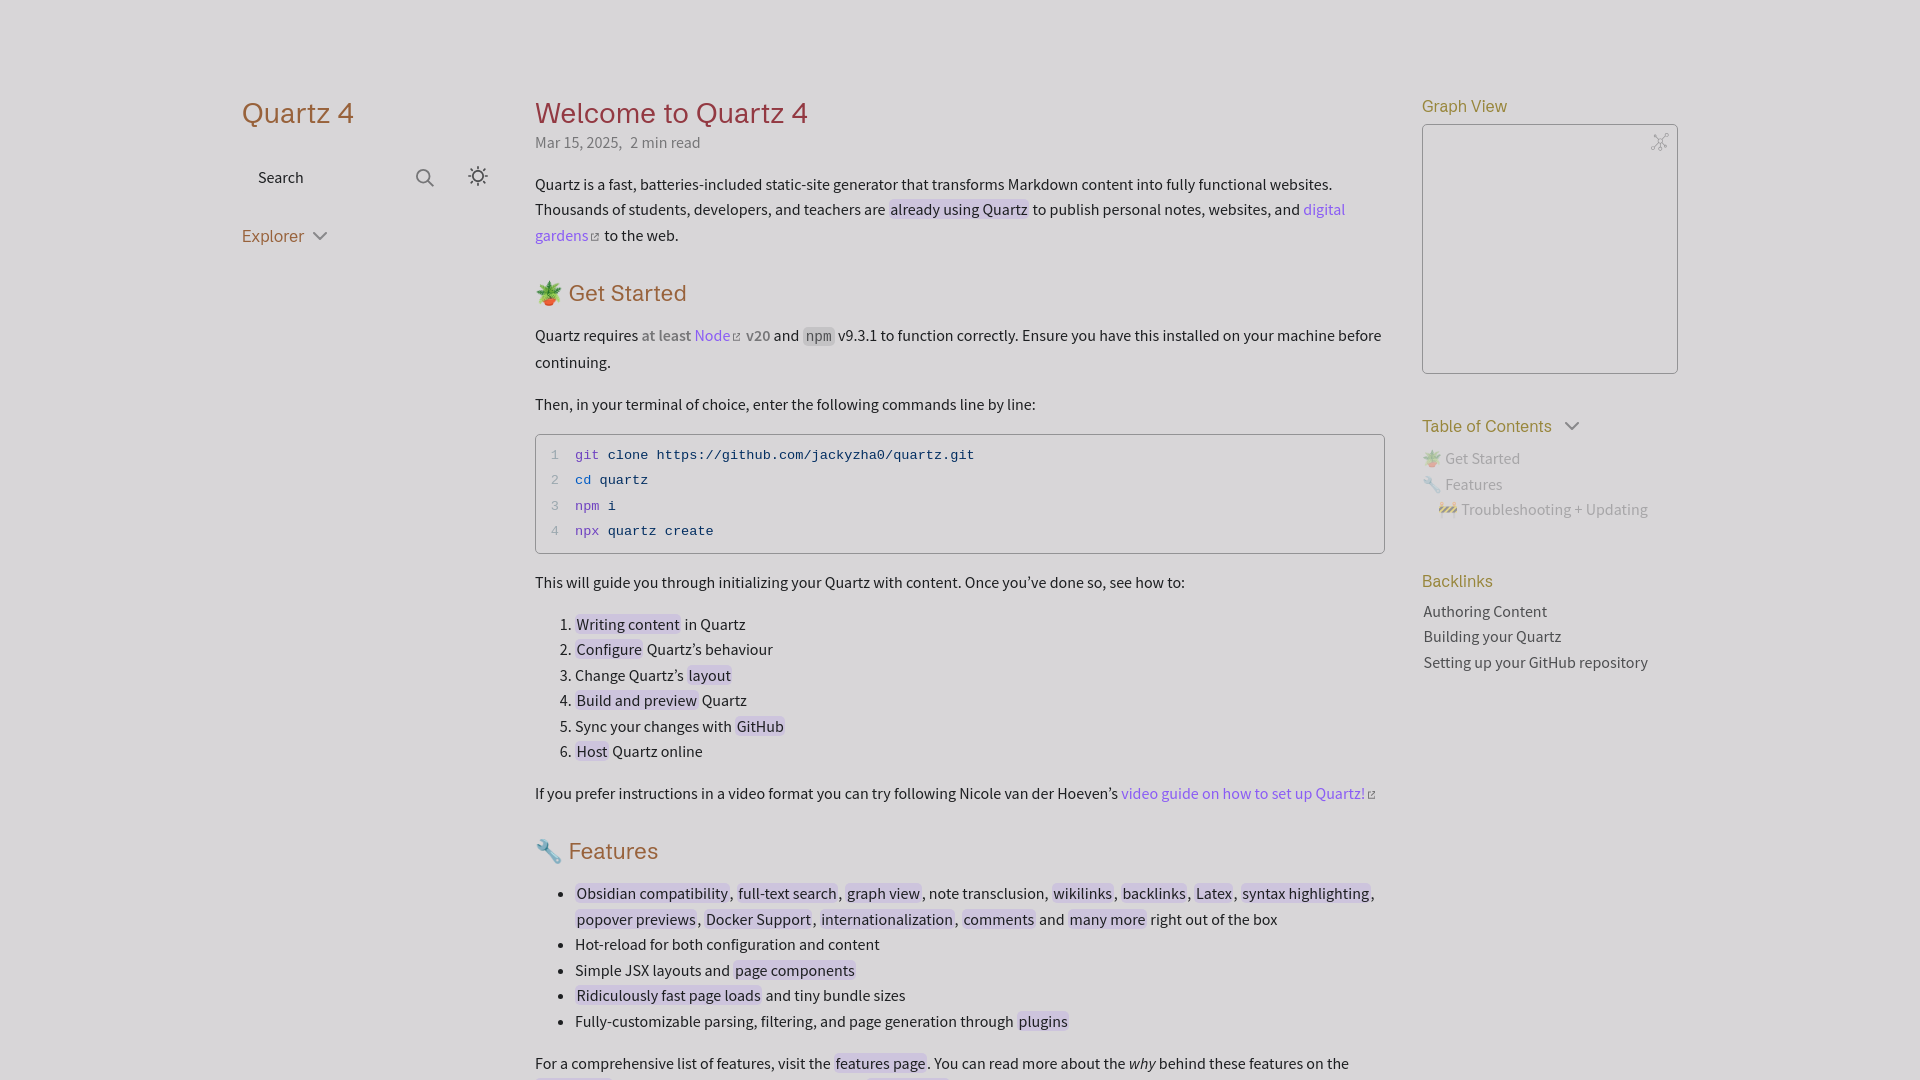 Quartz 4
Search
Explorer
Welcome to Quartz 4
Mar 15, 2025, 2 min read
Quartz is a fast, batteries-included static-site generator that transforms Markdown content into fully functional websites.
Thousands of students, developers, and teachers are already using Quartz to publish personal notes, websites, and digital
gardens to the web.
🪴 Get Started
Quartz requires at least Node v20 and npm v9.3.1 to function correctly. Ensure you have this installed on your machine before
continuing.
Then, in your terminal of choice, enter the following commands line by line:
1 git clone https://github.com/jackyzha0/quartz.git
2 cd quartz
3 npm i
4 npx quartz create
This will guide you through initializing your Quartz with content. Once you’ve done so, see how to:
1. Writing content in Quartz
2. Configure Quartz’s behaviour
3. Change Quartz’s layout
4. Build and preview Quartz
5. Sync your changes with GitHub
6. Host Quartz online
If you prefer instructions in a video format you can try following Nicole van der Hoeven’s video guide on how to set up Quartz!
🔧 Features
• Obsidian compatibility, full-text search, graph view, note transclusion, wikilinks, backlinks, Latex, syntax highlighting,
popover previews, Docker Support, internationalization, comments and many more right out of the box
• Hot-reload for both configuration and content
• Simple JSX layouts and page components
• Ridiculously fast page loads and tiny bundle sizes
• Fully-customizable parsing, filtering, and page generation through plugins
For a comprehensive list of features, visit the features page. You can read more about the why behind these features on the
Graph View
Table of Contents
🪴 Get Started
🔧 Features
🚧 Troubleshooting + Updating
Backlinks
Authoring Content
Building your Quartz
Setting up your GitHub repository